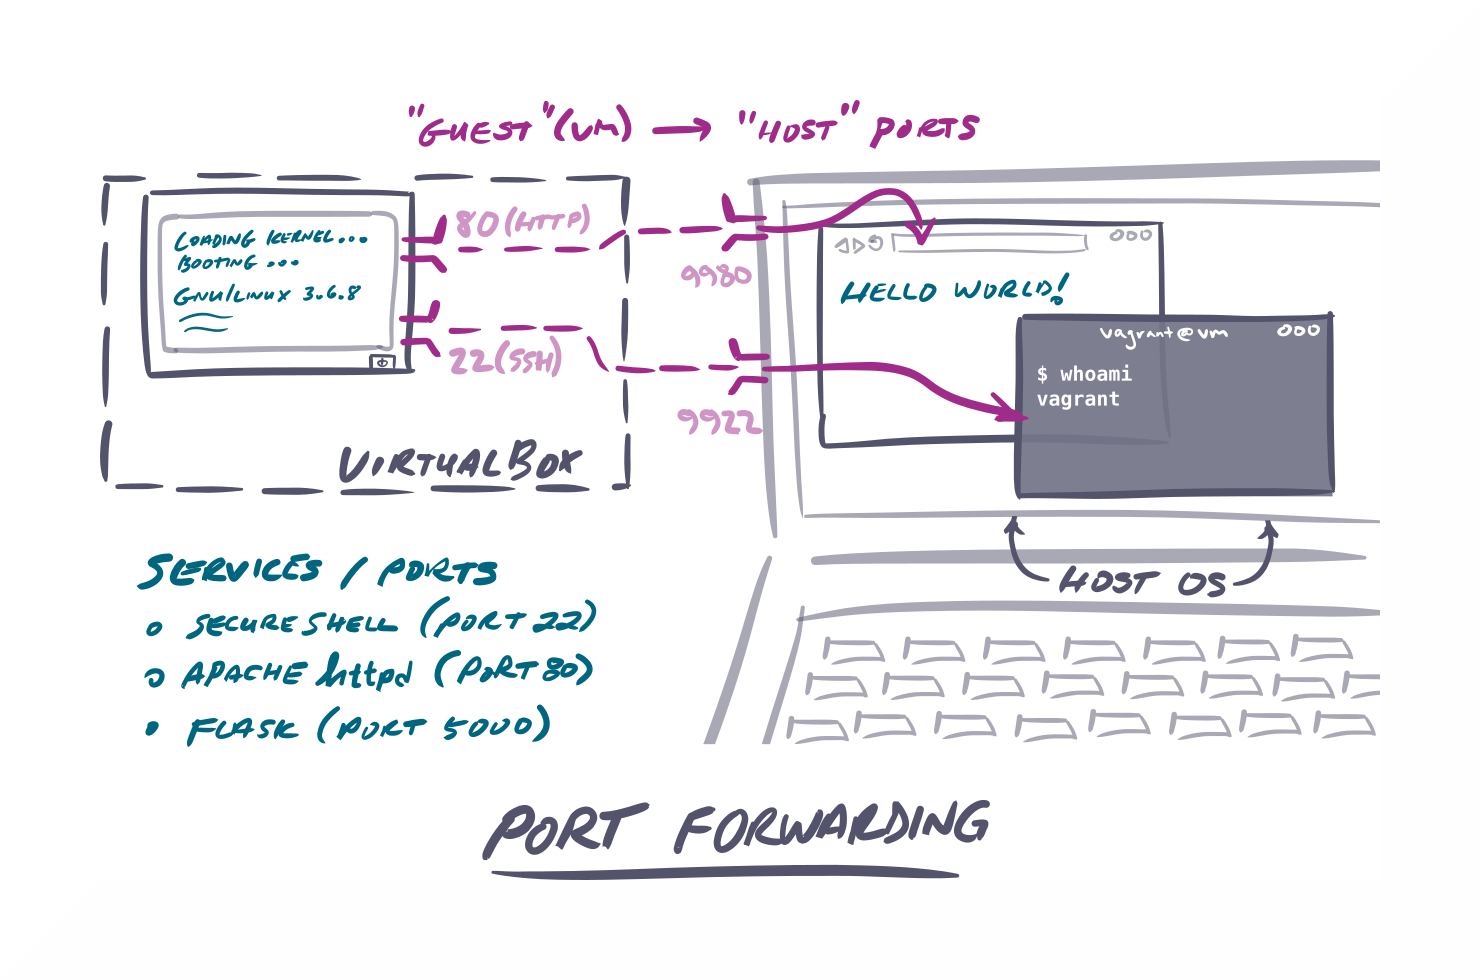 "GUEST" (VM) → "HOST" PORTS
LOADING KERNEL...
BOOTING ...
GNU/LINUX 3.6.8
80 (HTTP)
22 (SSH)
VIRTUALBOX
9980
9922
HELLO WORLD!
vagrant@vm
$ whoami
vagrant
HOST OS
SERVICES / PORTS
SECURE SHELL (PORT 22)
APACHE httpd (PORT 80)
FLASK (PORT 5000)
PORT FORWARDING